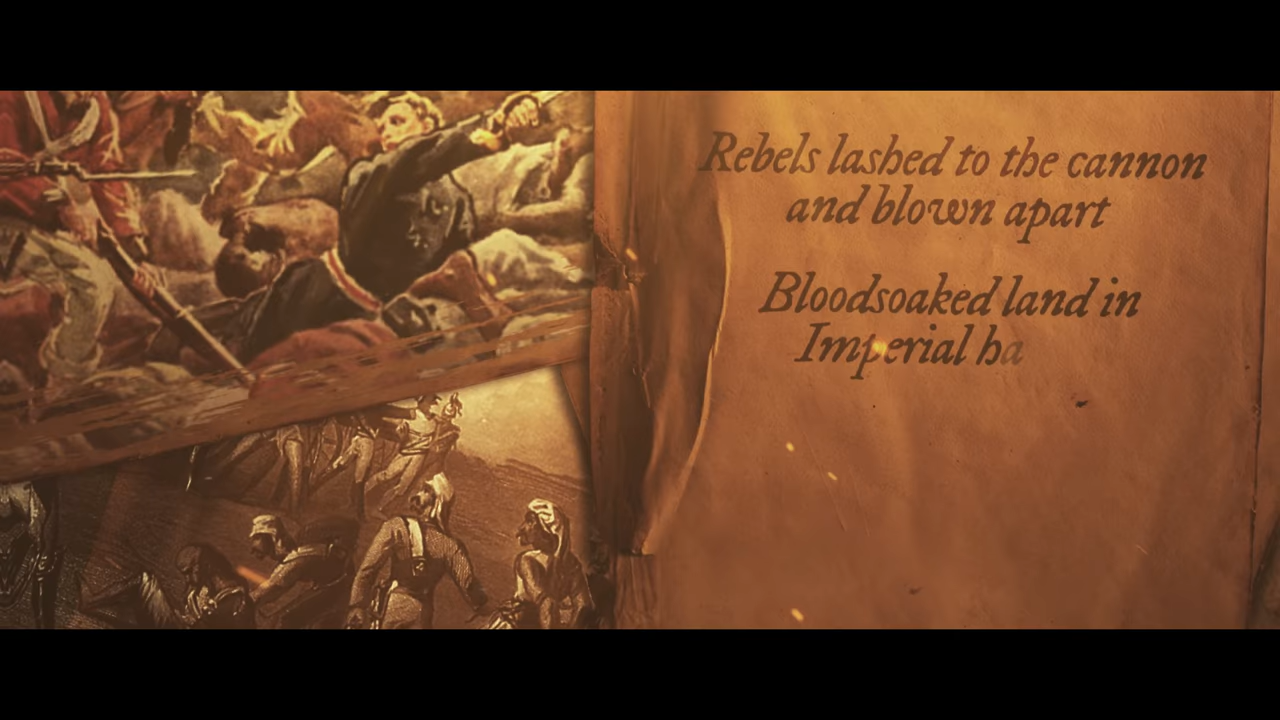 Rebels lashed to the cannon
and blown apart
Bloodsoaked land in
Imperial ha